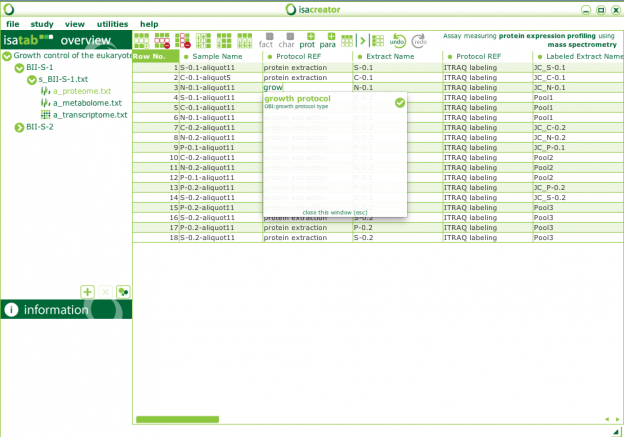 isacreator
file study view utilities help
isatab overview
fact char prot para undo redo
Assay measuring protein expression profiling using
mass spectrometry
Growth control of the eukaryote
BII-S-1
s_BII-S-1.txt
a_proteome.txt
a_metabolome.txt
a_transcriptome.txt
BII-S-2
information
Row No. Sample Name Protocol REF Extract Name Protocol REF Labeled Extract Name
1 S-0.1-aliquot11 protein extraction S-0.1 ITRAQ labeling JC_S-0.1
2 C-0.1-aliquot5 protein extraction C-0.1 ITRAQ labeling JC_C-0.1
3 N-0.1-aliquot11 grow N-0.1 ITRAQ labeling JC_N-0.1
4 S-0.1-aliquot11 ITRAQ labeling Pool1
5 C-0.1-aliquot11 ITRAQ labeling Pool1
6 N-0.1-aliquot11 ITRAQ labeling Pool1
7 C-0.2-aliquot11 ITRAQ labeling JC_C-0.2
8 N-0.2-aliquot11 ITRAQ labeling JC_N-0.2
9 P-0.1-aliquot11 ITRAQ labeling JC_P-0.1
10 C-0.2-aliquot11 ITRAQ labeling Pool2
11 N-0.2-aliquot11 ITRAQ labeling Pool2
12 P-0.1-aliquot11 ITRAQ labeling Pool2
13 P-0.2-aliquot11 ITRAQ labeling JC_P-0.2
14 S-0.2-aliquot11 ITRAQ labeling JC_S-0.2
15 P-0.2-aliquot11 ITRAQ labeling Pool3
16 S-0.2-aliquot11 protein extraction S-0.2 ITRAQ labeling Pool3
17 P-0.2-aliquot11 protein extraction P-0.2 ITRAQ labeling Pool3
18 S-0.2-aliquot11 protein extraction S-0.2 ITRAQ labeling Pool3
growth protocol
OBI:growth protocol type
close this window (esc)